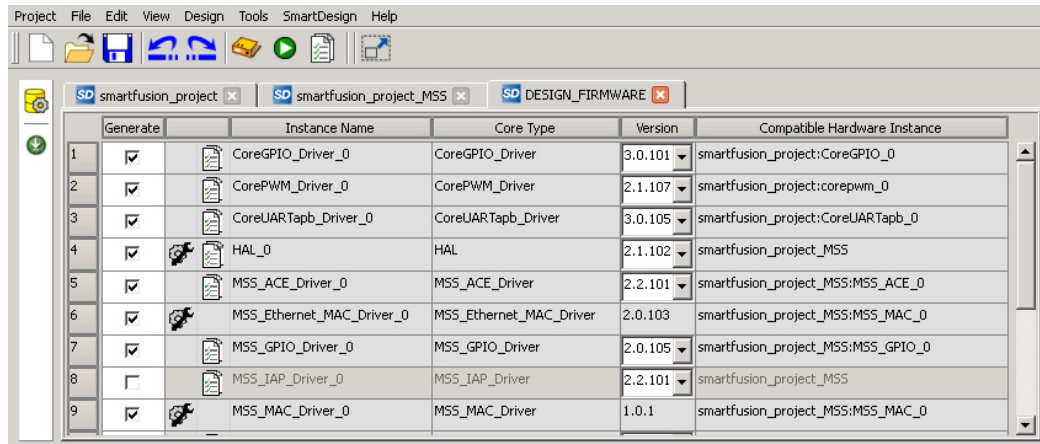 Project File Edit View Design Tools SmartDesign Help
SD smartfusion_project SD smartfusion_project_MSS SD DESIGN_FIRMWARE
Generate Instance Name Core Type Version Compatible Hardware Instance
1 CoreGPIO_Driver_0 CoreGPIO_Driver 3.0.101 smartfusion_project:CoreGPIO_0
2 CorePWM_Driver_0 CorePWM_Driver 2.1.107 smartfusion_project:corepwm_0
3 CoreUARTapb_Driver_0 CoreUARTapb_Driver 3.0.105 smartfusion_project:CoreUARTapb_0
4 HAL_0 HAL 2.1.102 smartfusion_project_MSS
5 MSS_ACE_Driver_0 MSS_ACE_Driver 2.2.101 smartfusion_project_MSS:MSS_ACE_0
6 MSS_Ethernet_MAC_Driver_0 MSS_Ethernet_MAC_Driver 2.0.103 smartfusion_project_MSS:MSS_MAC_0
7 MSS_GPIO_Driver_0 MSS_GPIO_Driver 2.0.105 smartfusion_project_MSS:MSS_GPIO_0
8 MSS_IAP_Driver_0 MSS_IAP_Driver 2.2.101 smartfusion_project_MSS
9 MSS_MAC_Driver_0 MSS_MAC_Driver 1.0.1 smartfusion_project_MSS:MSS_MAC_0